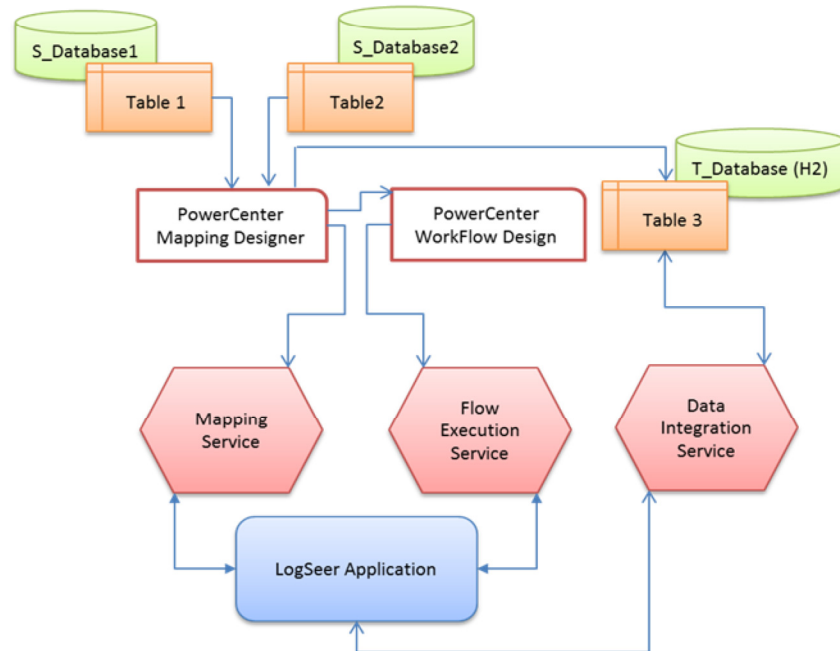 S_Database1
S_Database2
Table 1
Table2
T_Database (H2)
PowerCenter
Mapping Designer
PowerCenter
WorkFlow Design
Table 3
Mapping
Service
Flow
Execution
Service
Data
Integration
Service
LogSeer Application